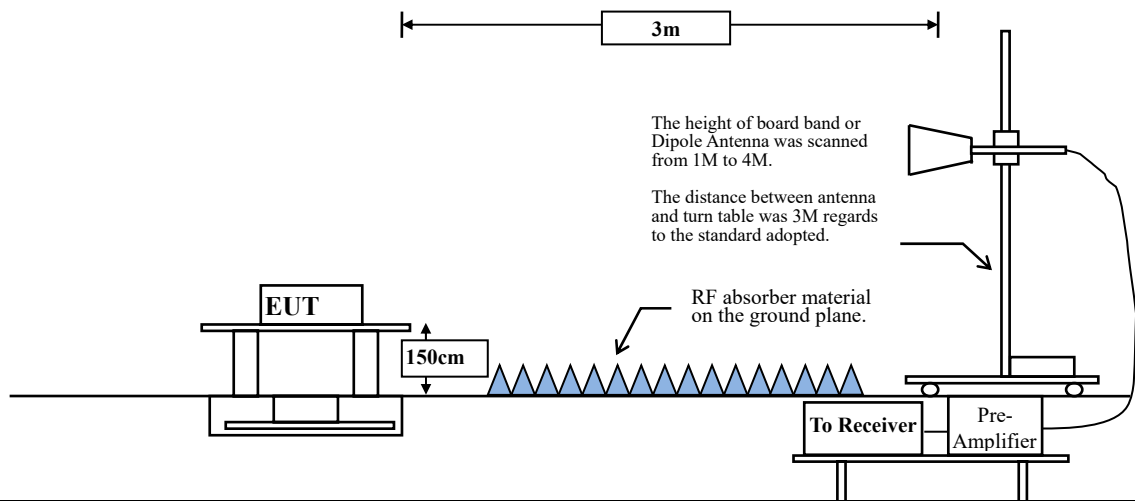 3m
The height of board band or
Dipole Antenna was scanned
from 1M to 4M.
The distance between antenna
and turn table was 3M regards
to the standard adopted.
EUT
RF absorber material
on the ground plane.
150cm
To Receiver
Pre-
Amplifier